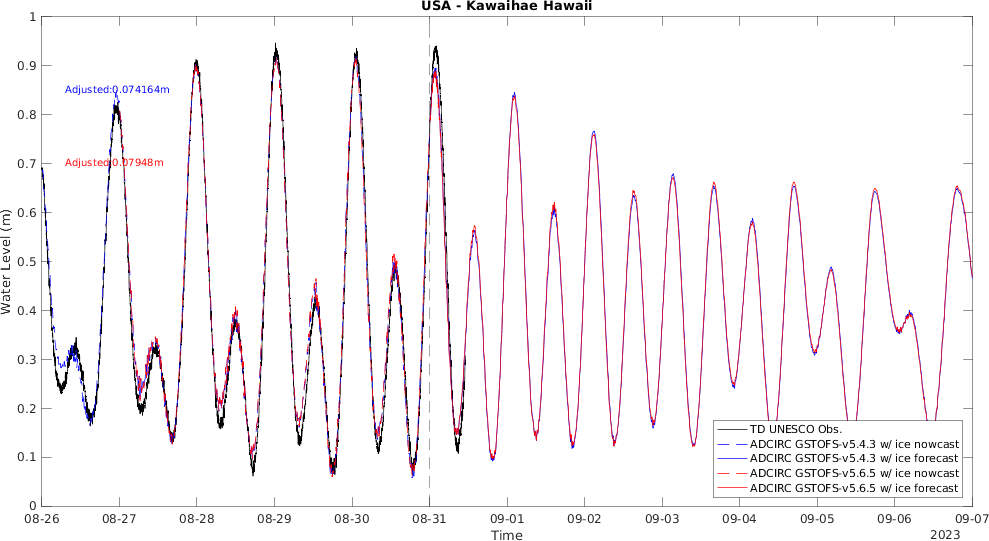 USA - Kawaihae Hawaii
1
0.9
0.8
0.7
0.6
0.5
0.4
0.3
0.2
0.1
0
Water Level (m)
Adjusted:0.074164m
Adjusted:0.07948m
TD UNESCO Obs.
ADCIRC GSTOFS-v5.4.3 w/ ice nowcast
ADCIRC GSTOFS-v5.4.3 w/ ice forecast
ADCIRC GSTOFS-v5.6.5 w/ ice nowcast
ADCIRC GSTOFS-v5.6.5 w/ ice forecast
08-26 08-27 08-28 08-29 08-30 08-31 09-01 09-02 09-03 09-04 09-05 09-06 09-07
Time
2023